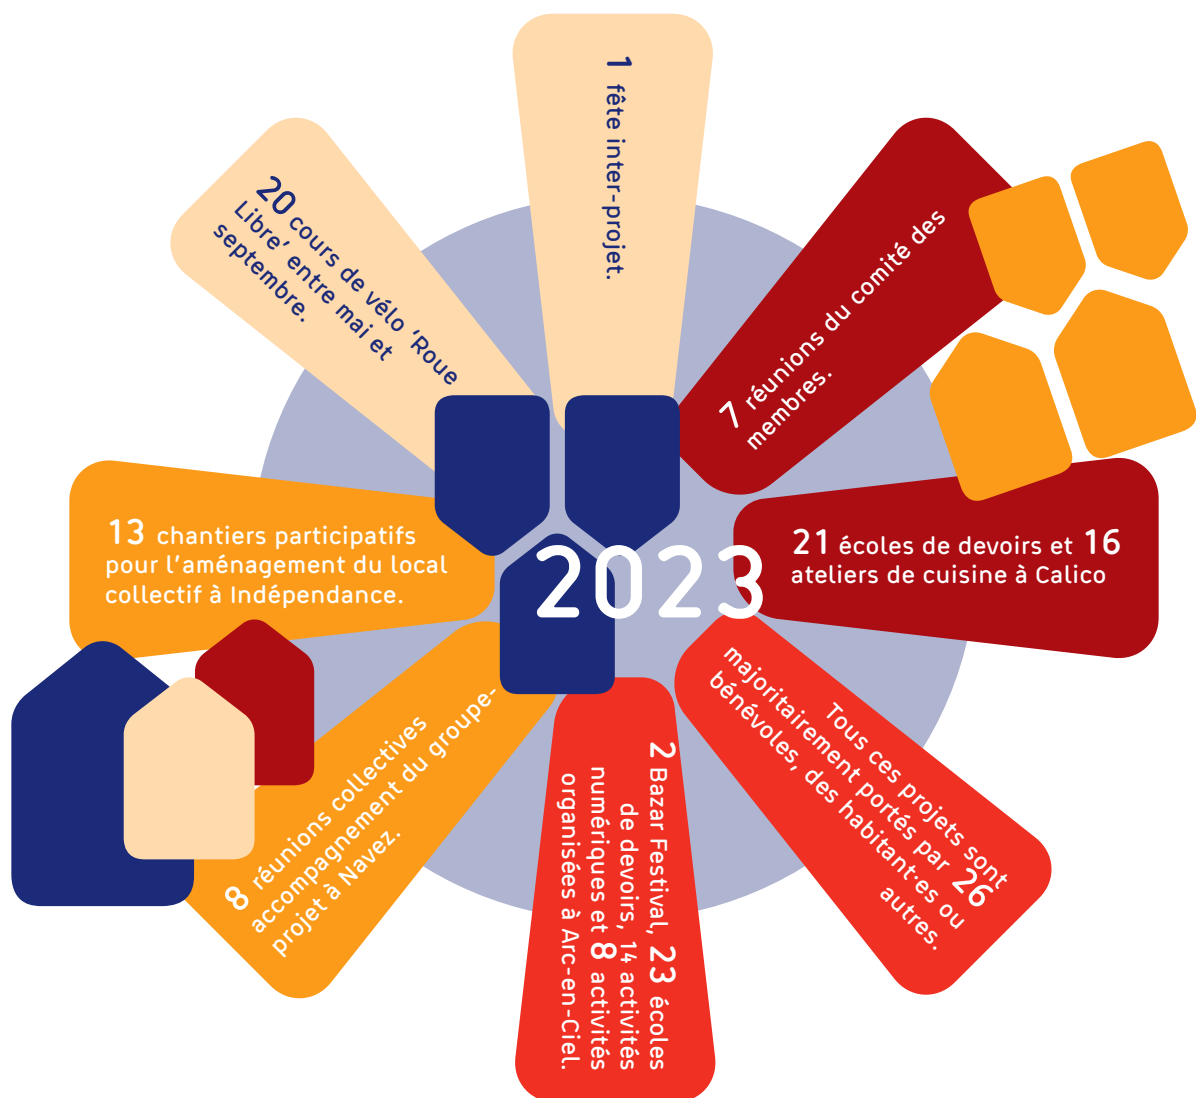 1 fête inter-projet.
7 réunions du comité des
membres.
21 écoles de devoirs et 16
ateliers de cuisine à Calico
Tous ces projets sont
majoritairement portés par 26
bénévoles, des habitant·es ou
autres.
2 Bazar Festival, 23 écoles
de devoirs, 14 activités
numériques et 8 activités
organisées à Arc-en-Ciel.
8 réunions collectives
accompagnement du groupe-
projet à Navez.
13 chantiers participatifs
pour l'aménagement du local
collectif à Indépendance.
20 cours de vélo ‘Roue
Libre’ entre mai et
septembre.
2023